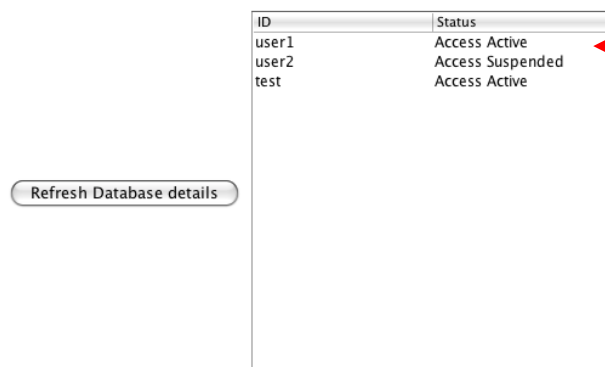 ID Status
user1 Access Active
user2 Access Suspended
test Access Active
Refresh Database details